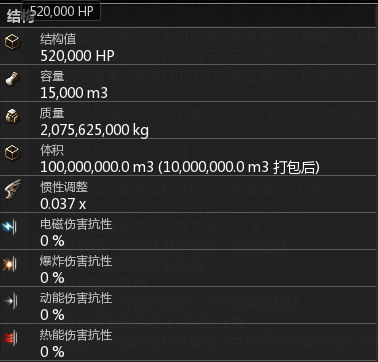 520,000 HP
结构
结构值
520,000 HP
容量
15,000 m3
质量
2,075,625,000 kg
体积
100,000,000.0 m3 (10,000,000.0 m3 打包后)
惯性调整
0.037 x
电磁伤害抗性
0 %
爆炸伤害抗性
0 %
动能伤害抗性
0 %
热能伤害抗性
0 %